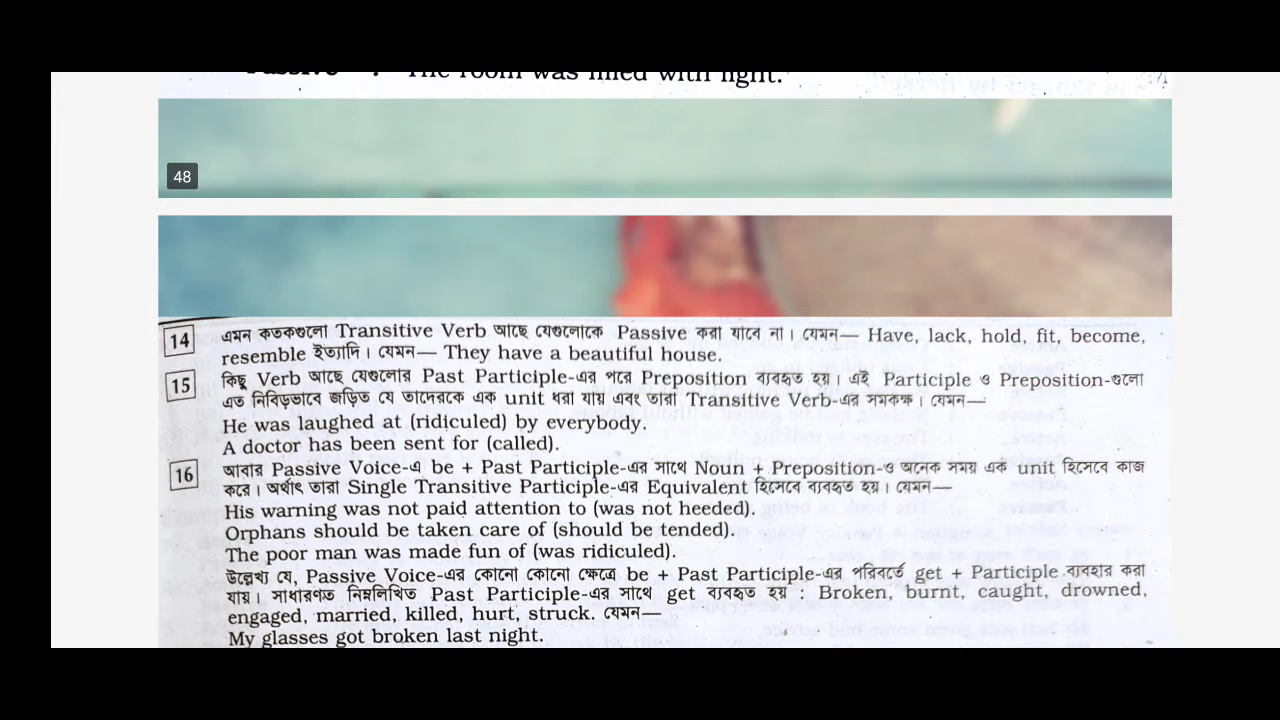 Passive : The room was filled with light.
48
14 এমন কতকগুলো Transitive Verb আছে যেগুলোকে Passive করা যাবে না। যেমন— Have, lack, hold, fit, become,
resemble ইত্যাদি। যেমন— They have a beautiful house.
15 কিছু Verb আছে যেগুলোর Past Participle-এর পরে Preposition ব্যবহৃত হয়। এই Participle ও Preposition-গুলো
এত নিবিড়ভাবে জড়িত যে তাদেরকে এক unit ধরা যায় এবং তারা Transitive Verb-এর সমকক্ষ। যেমন—
He was laughed at (ridiculed) by everybody.
A doctor has been sent for (called).
16 আবার Passive Voice-এ be + Past Participle-এর সাথে Noun + Preposition-ও অনেক সময় এক unit হিসেবে কাজ
করে। অর্থাৎ তারা Single Transitive Participle-এর Equivalent হিসেবে ব্যবহৃত হয়। যেমন—
His warning was not paid attention to (was not heeded).
Orphans should be taken care of (should be tended).
The poor man was made fun of (was ridiculed).
উল্লেখ্য যে, Passive Voice-এর কোনো কোনো ক্ষেত্রে be + Past Participle-এর পরিবর্তে get + Participle ব্যবহার করা
যায়। সাধারণত নিম্নলিখিত Past Participle-এর সাথে get ব্যবহৃত হয় : Broken, burnt, caught, drowned,
engaged, married, killed, hurt, struck. যেমন—
My glasses got broken last night.